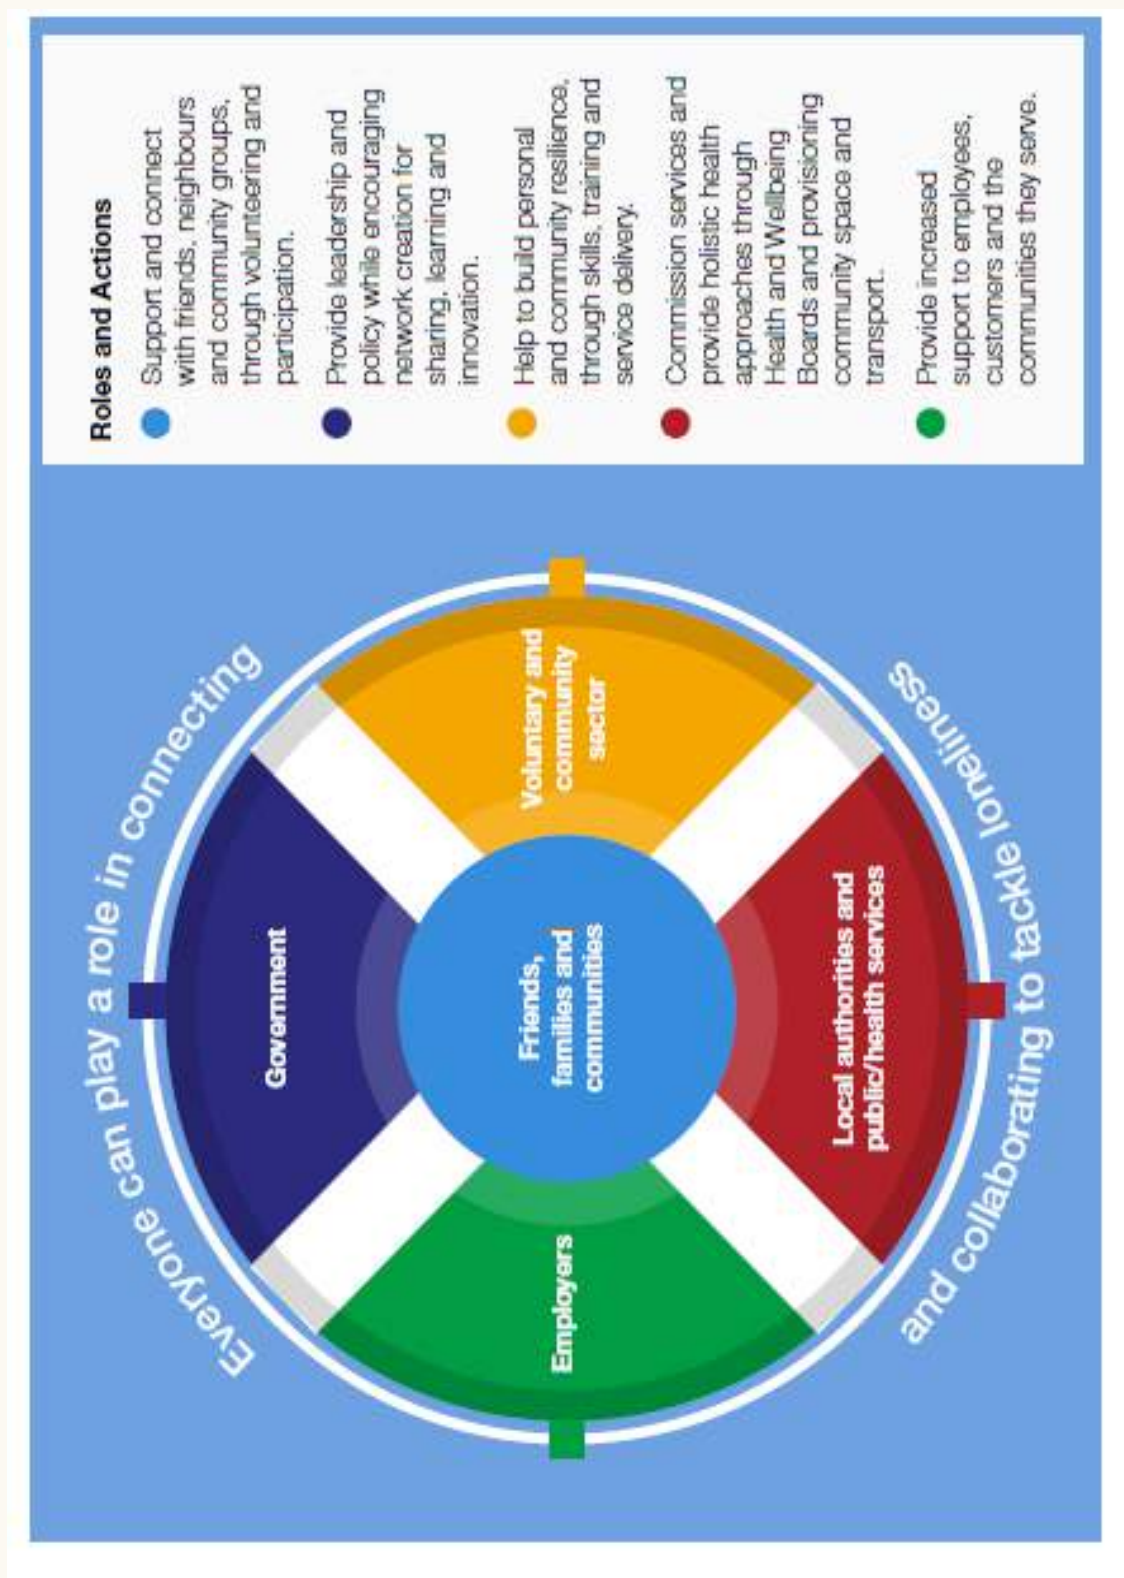 Everyone can play a role in connecting
Government
Employers
Friends,
families and
communities
Voluntary and
community
sector
Local authorities and
public/health services
and collaborating to tackle loneliness
Roles and Actions
Support and connect
with friends, neighbours
and community groups,
through volunteering and
participation.
Provide leadership and
policy while encouraging
network creation for
sharing, learning and
innovation.
Help to build personal
and community resilience,
through skills, training and
service delivery.
Commission services and
provide holistic health
approaches through
Health and Wellbeing
Boards and provisioning
community space and
transport.
Provide increased
support to employees,
customers and the
communities they serve.